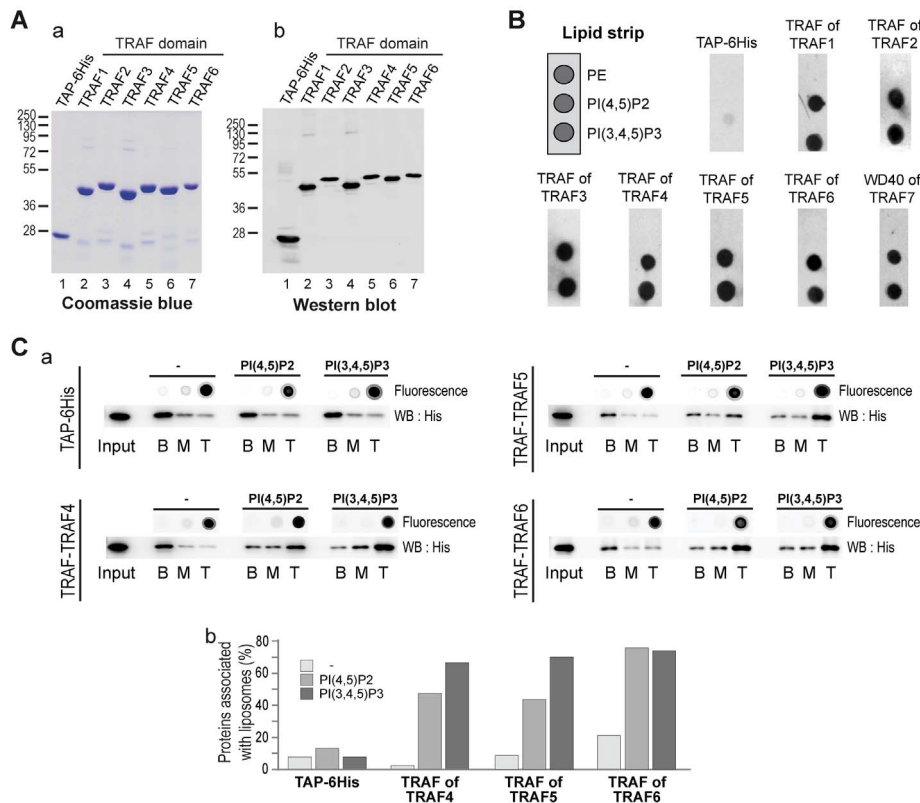 A
a
TRAF domain
TAP-6His
TRAF1
TRAF2
TRAF3
TRAF4
TRAF5
TRAF6
250
130
95
72
55
36
28
1 2 3 4 5 6 7
Coomassie blue
b
TRAF domain
TAP-6His
TRAF1
TRAF2
TRAF3
TRAF4
TRAF5
TRAF6
250
130
95
72
55
36
28
1 2 3 4 5 6 7
Western blot
B
Lipid strip
PE
PI(4,5)P2
PI(3,4,5)P3
TAP-6His
TRAF of
TRAF1
TRAF of
TRAF2
TRAF of
TRAF3
TRAF of
TRAF4
TRAF of
TRAF5
TRAF of
TRAF6
WD40 of
TRAF7
C
a
TAP-6His
- PI(4,5)P2 PI(3,4,5)P3
Fluorescence
WB : His
Input B M T B M T B M T
TRAF-TRAF5
- PI(4,5)P2 PI(3,4,5)P3
Fluorescence
WB : His
Input B M T B M T B M T
TRAF-TRAF4
- PI(4,5)P2 PI(3,4,5)P3
Fluorescence
WB : His
Input B M T B M T B M T
TRAF-TRAF6
- PI(4,5)P2 PI(3,4,5)P3
Fluorescence
WB : His
Input B M T B M T B M T
b
Proteins associated
with liposomes (%)
80
60
40
20
0
-
PI(4,5)P2
PI(3,4,5)P3
TAP-6His
TRAF of
TRAF4
TRAF of
TRAF5
TRAF of
TRAF6